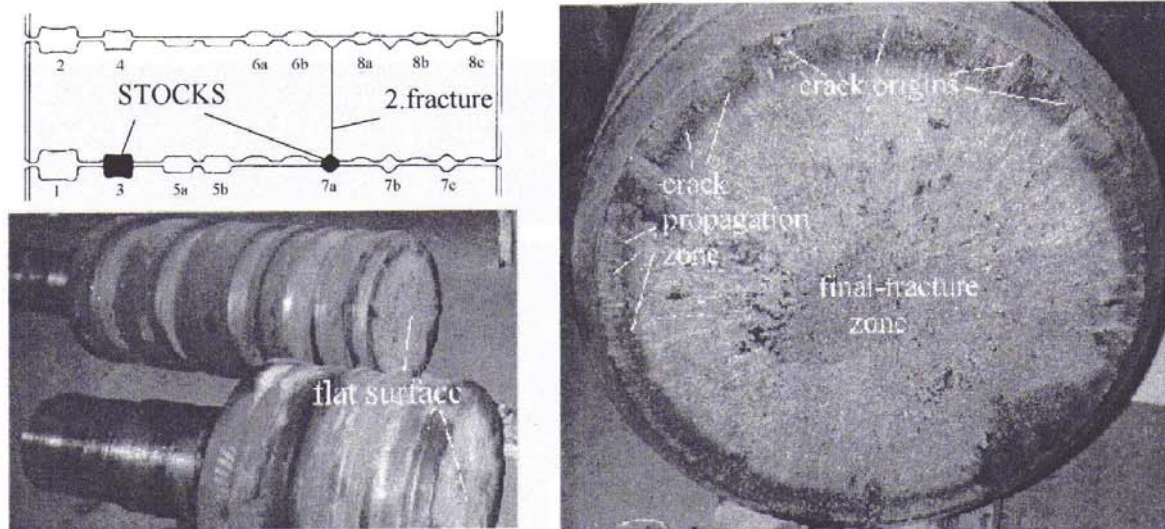 2
4
6a
6b
8a
8b
8c
STOCKS
2.fracture
1
3
5a
5b
7a
7b
7c
flat surface
crack origins
crack
propagation
zone
final-fracture
zone